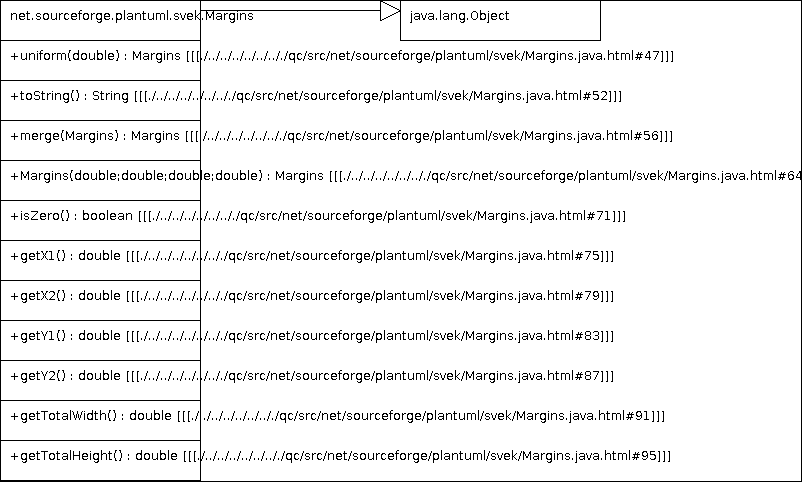 net.sourceforge.plantuml.svek.Margins
java.lang.Object
+uniform(double) : Margins [[[./../../../../../../../qc/src/net/sourceforge/plantuml/svek/Margins.java.html#47]]]
+toString() : String [[[./../../../../../../../qc/src/net/sourceforge/plantuml/svek/Margins.java.html#52]]]
+merge(Margins) : Margins [[[./../../../../../../../qc/src/net/sourceforge/plantuml/svek/Margins.java.html#56]]]
+Margins(double;double;double;double) : Margins [[[./../../../../../../../qc/src/net/sourceforge/plantuml/svek/Margins.java.html#64
+isZero() : boolean [[[./../../../../../../../qc/src/net/sourceforge/plantuml/svek/Margins.java.html#71]]]
+getX1() : double [[[./../../../../../../../qc/src/net/sourceforge/plantuml/svek/Margins.java.html#75]]]
+getX2() : double [[[./../../../../../../../qc/src/net/sourceforge/plantuml/svek/Margins.java.html#79]]]
+getY1() : double [[[./../../../../../../../qc/src/net/sourceforge/plantuml/svek/Margins.java.html#83]]]
+getY2() : double [[[./../../../../../../../qc/src/net/sourceforge/plantuml/svek/Margins.java.html#87]]]
+getTotalWidth() : double [[[./../../../../../../../qc/src/net/sourceforge/plantuml/svek/Margins.java.html#91]]]
+getTotalHeight() : double [[[./../../../../../../../qc/src/net/sourceforge/plantuml/svek/Margins.java.html#95]]]